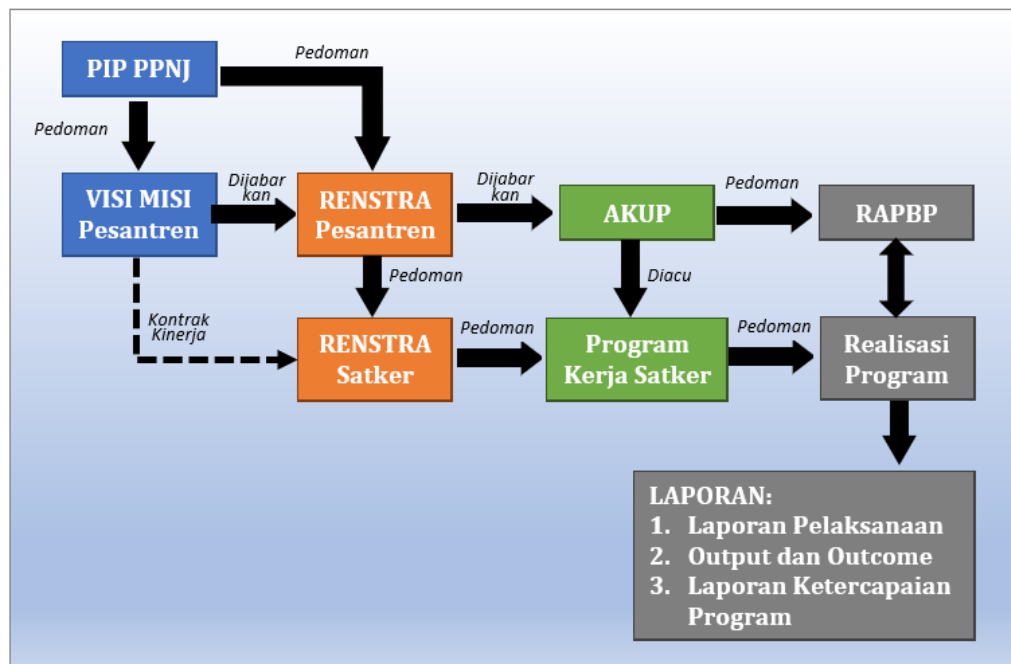 Pedoman
PIP PPNJ
Pedoman
VISI MISI
Pesantren
Dijabar
kan
RENSTRA
Pesantren
Dijabar
kan
AKUP
Pedoman
RAPBP
Pedoman
Diacu
Kontrak
Kinerja
RENSTRA
Satker
Pedoman
Program
Kerja Satker
Pedoman
Realisasi
Program
LAPORAN:
1. Laporan Pelaksanaan
2. Output dan Outcome
3. Laporan Ketercapaian
Program